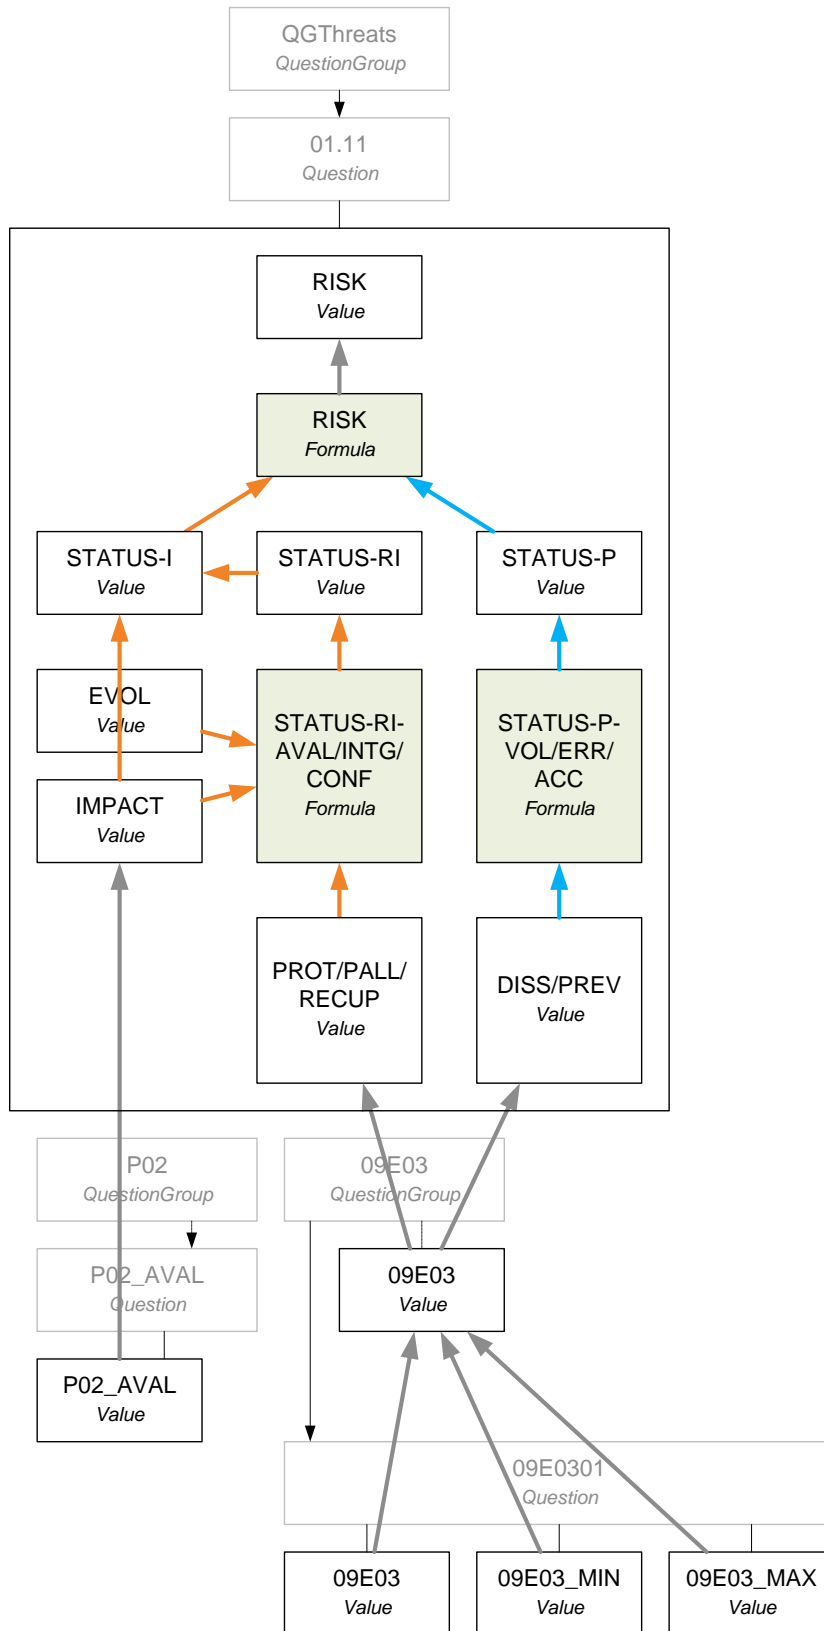 QGThreats
QuestionGroup
01.11
Question
RISK
Value
RISK
Formula
STATUS-I
Value
STATUS-RI
Value
STATUS-P
Value
EVOL
Value
STATUS-RI-
AVAL/INTG/
CONF
Formula
STATUS-P-
VOL/ERR/
ACC
Formula
IMPACT
Value
PROT/PALL/
RECUP
Value
DISS/PREV
Value
P02
QuestionGroup
09E03
QuestionGroup
P02_AVAL
Question
09E03
Value
P02_AVAL
Value
09E0301
Question
09E03
Value
09E03_MIN
Value
09E03_MAX
Value